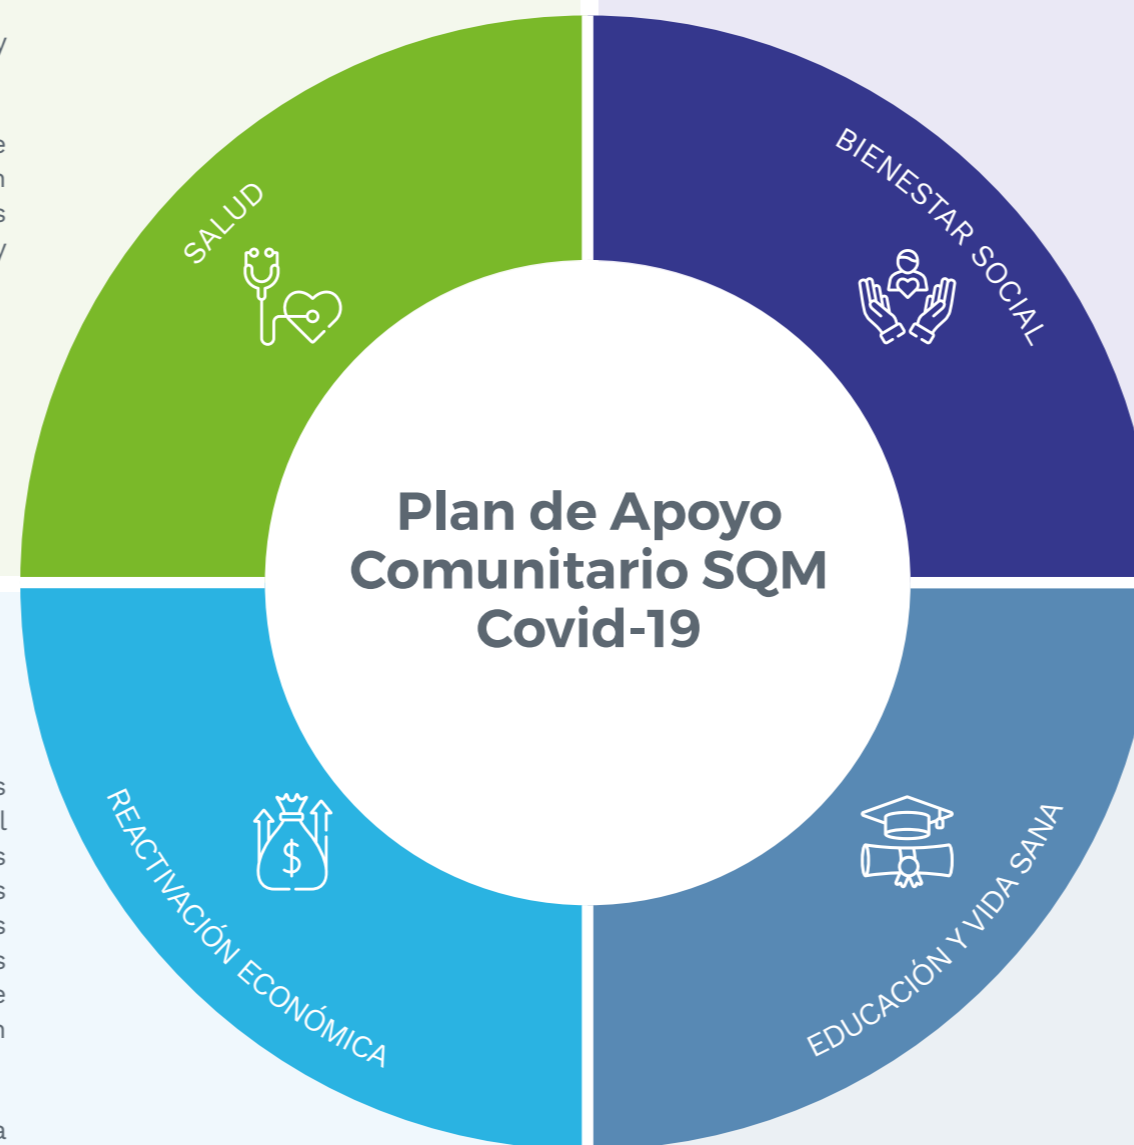 SALUD
BIENESTAR SOCIAL
Plan de Apoyo
Comunitario SQM
Covid-19
$
REACTIVACIÓN ECONÓMICA
EDUCACIÓN Y VIDA SANA